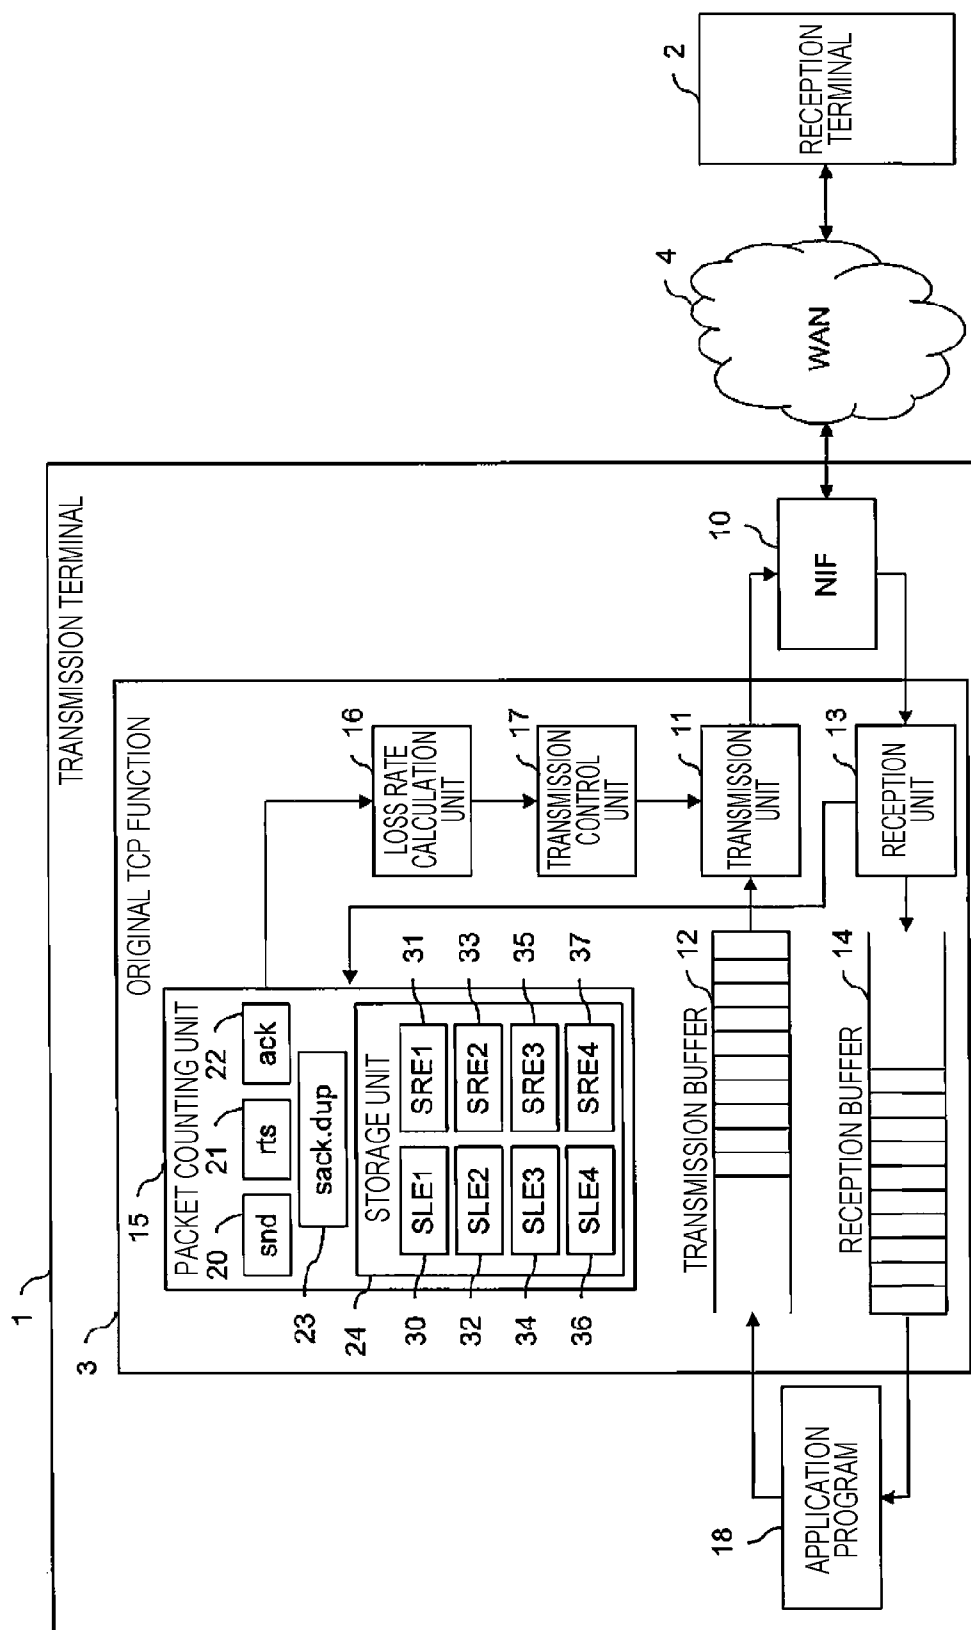 1
TRANSMISSION TERMINAL
3
ORIGINAL TCP FUNCTION
15
PACKET COUNTING UNIT
20
21
22
snd
rts
ack
23
sack.dup
24
STORAGE UNIT
30
SLE1
SRE1
31
32
SLE2
SRE2
33
34
SLE3
SRE3
35
36
SLE4
SRE4
37
16
LOSS RATE
CALCULATION
UNIT
17
TRANSMISSION
CONTROL
UNIT
11
TRANSMISSION
UNIT
13
RECEPTION
UNIT
TRANSMISSION BUFFER
12
RECEPTION BUFFER
14
18
APPLICATION
PROGRAM
10
NIF
4
WAN
2
RECEPTION
TERMINAL